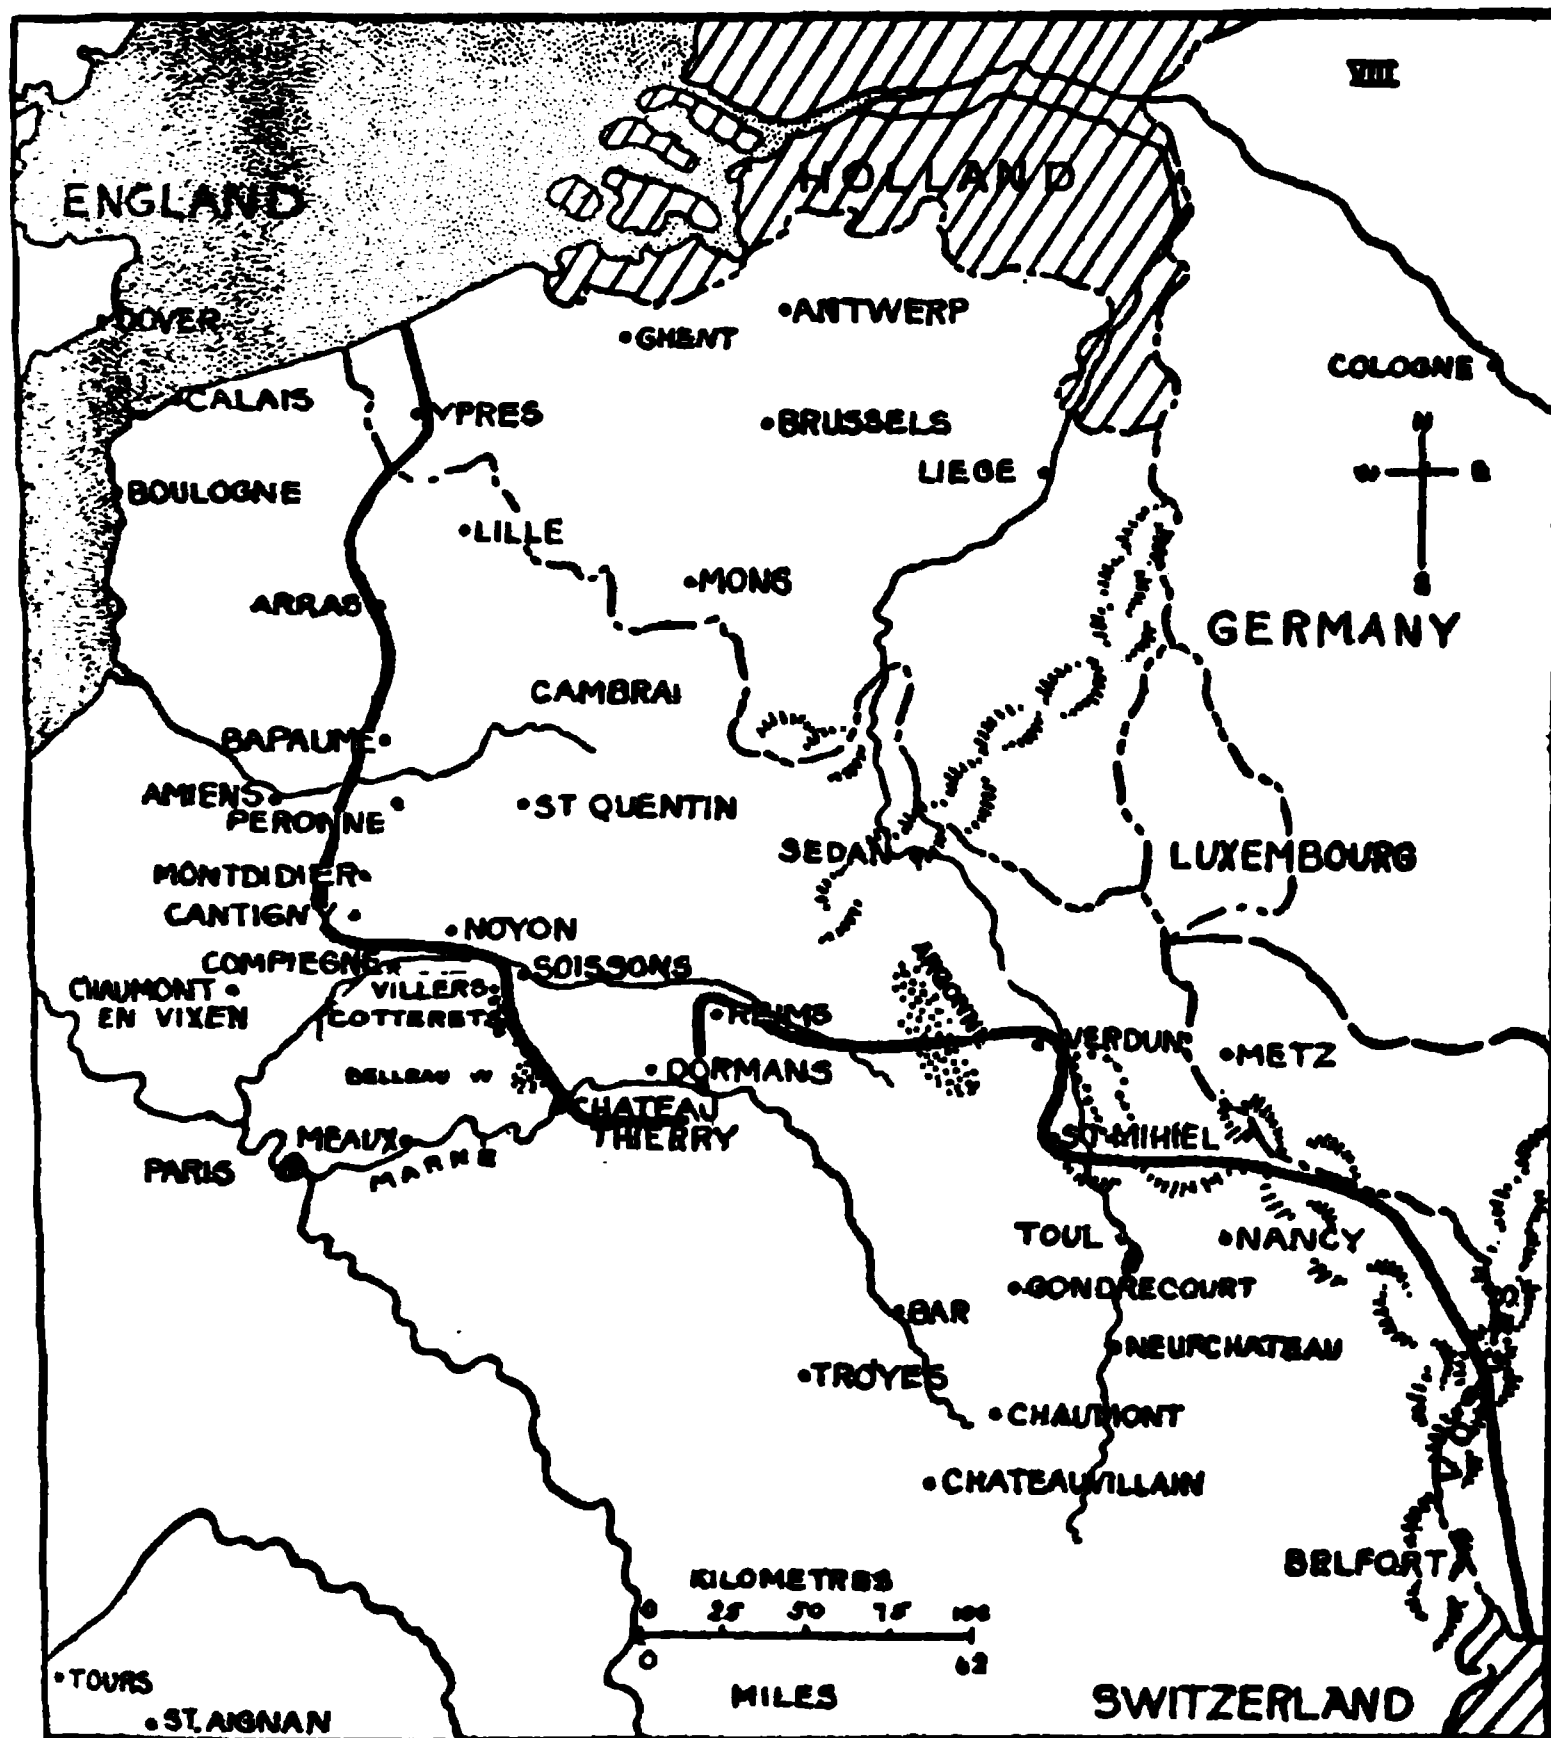 VIII
HOLLAND
ENGLAND
DOVER
ANTWERP
GHENT
COLOGNE
CALAIS
YPRES
BRUSSELS
N
W E
S
LIEGE
BOULOGNE
LILLE
MONS
ARRAS
GERMANY
CAMBRAI
BAPAUME
AMIENS
PERONNE
ST QUENTIN
SEDAN
LUXEMBOURG
MONTDIDIER
CANTIGNY
NOYON
COMPIEGNE
SOISSONS
ARGONNE
CHAUMONT
EN VIXEN
VILLERS
COTTERETS
REIMS
VERDUN
METZ
BELLEAU W
DORMANS
CHATEAU
THIERRY
MEAUX
MARNE
PARIS
ST MIHIEL
TOUL
NANCY
GONDRECOURT
BAR
NEUFCHATEAU
TROYES
CHAUMONT
CHATEAUVILLAIN
BELFORT
KILOMETRES
0 25 50 75 100
0 62
MILES
TOURS
ST. AIGNAN
SWITZERLAND